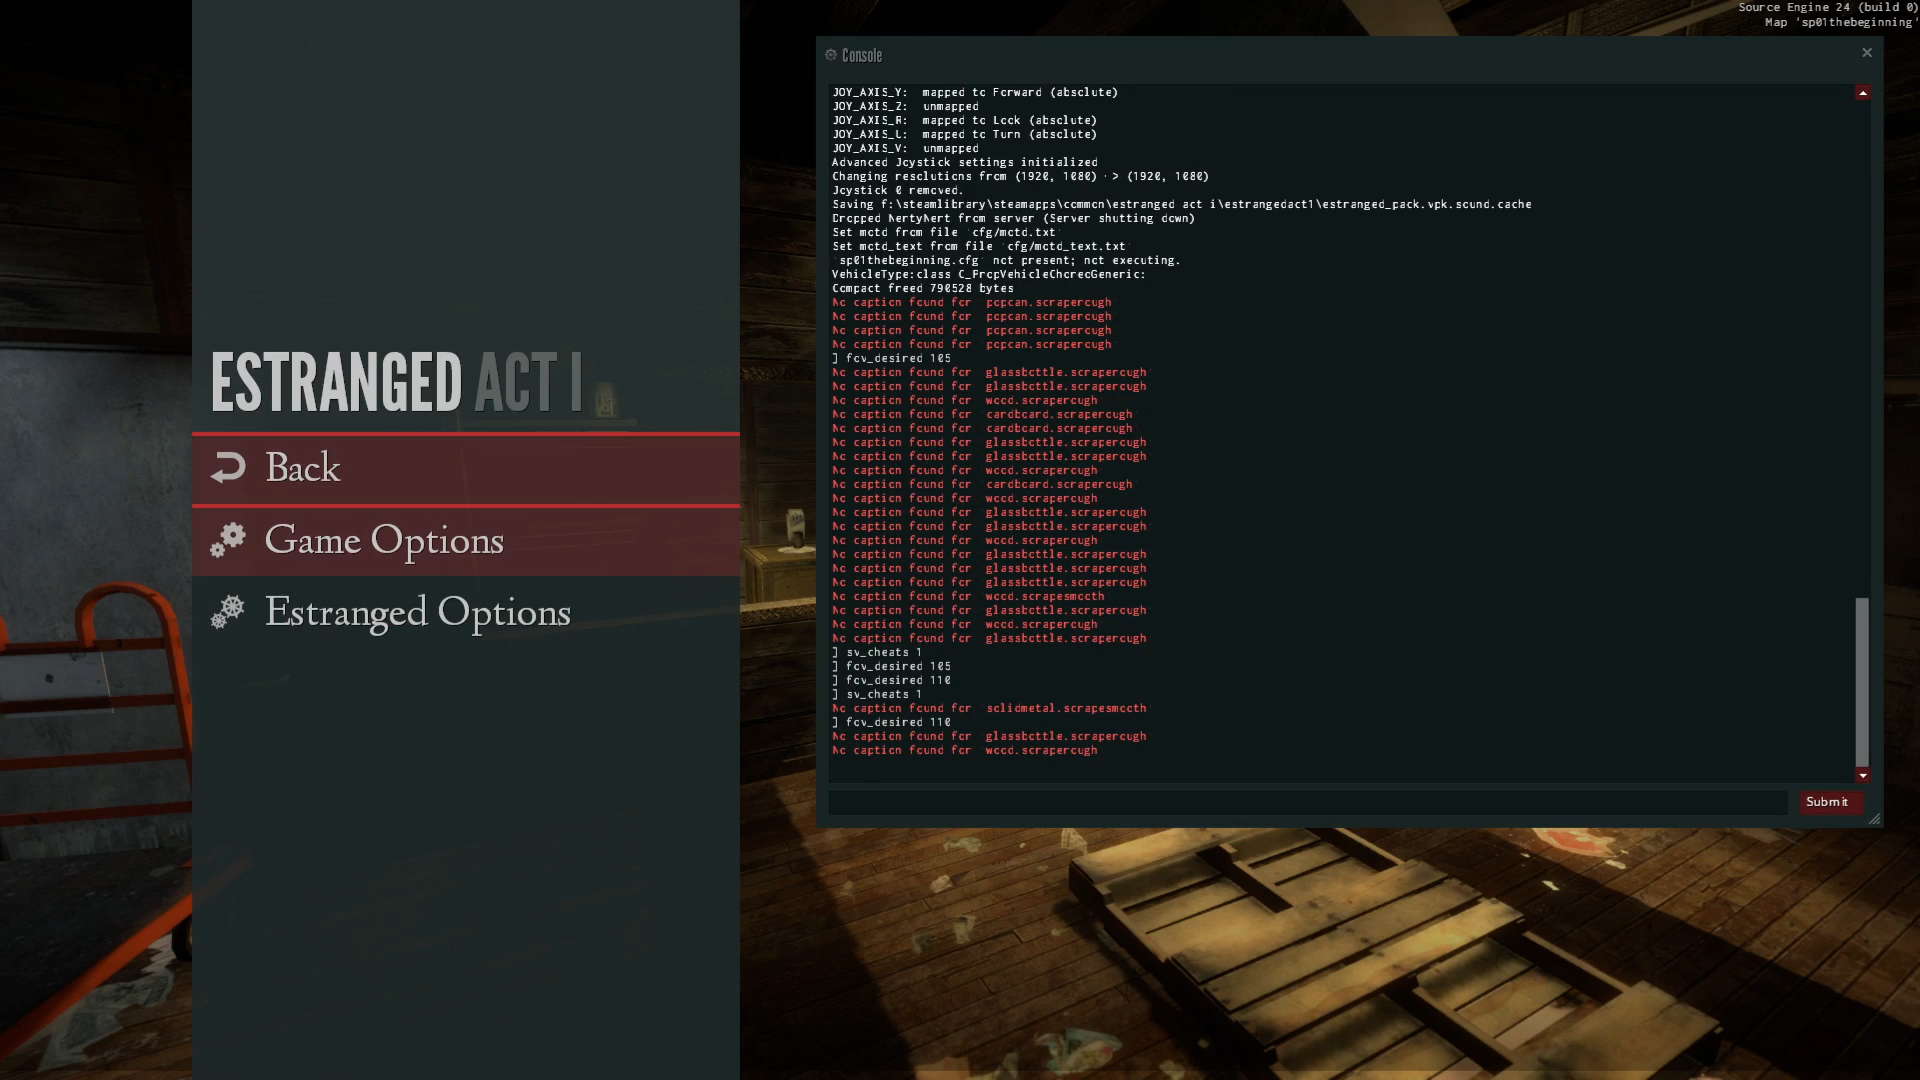 Source Engine 24 (build 0)
Map 'sp01thebeginning'
Console
JOY_AXIS_Y:  mapped to Forward (absolute)
JOY_AXIS_Z:  unmapped
JOY_AXIS_R:  mapped to Look (absolute)
JOY_AXIS_U:  mapped to Turn (absolute)
JOY_AXIS_V:  unmapped
Advanced Joystick settings initialized
Changing resolutions from (1920, 1080) -> (1920, 1080)
Joystick 0 removed.
Saving f:\steamlibrary\steamapps\common\estranged act i\estrangedact1\estranged_pack.vpk.sound.cache
Dropped NertyNert from server (Server shutting down)
Set motd from file 'cfg/motd.txt'
Set motd_text from file 'cfg/motd_text.txt'
'sp01thebeginning.cfg' not present; not executing.
VehicleType:class C_PropVehicleChoreoGeneric:
Compact freed 790528 bytes
No caption found for 'popcan.scraperough'
No caption found for 'popcan.scraperough'
No caption found for 'popcan.scraperough'
No caption found for 'popcan.scraperough'
] fov_desired 105
No caption found for 'glassbottle.scraperough'
No caption found for 'glassbottle.scraperough'
No caption found for 'wood.scraperough'
No caption found for 'cardboard.scraperough'
No caption found for 'cardboard.scraperough'
No caption found for 'glassbottle.scraperough'
No caption found for 'glassbottle.scraperough'
No caption found for 'wood.scraperough'
No caption found for 'cardboard.scraperough'
No caption found for 'wood.scraperough'
No caption found for 'glassbottle.scraperough'
No caption found for 'glassbottle.scraperough'
No caption found for 'wood.scraperough'
No caption found for 'glassbottle.scraperough'
No caption found for 'glassbottle.scraperough'
No caption found for 'glassbottle.scraperough'
No caption found for 'wood.scrapesmooth'
No caption found for 'glassbottle.scraperough'
No caption found for 'wood.scraperough'
No caption found for 'glassbottle.scraperough'
] sv_cheats 1
] fov_desired 105
] fov_desired 110
] sv_cheats 1
No caption found for 'solidmetal.scrapesmooth'
] fov_desired 110
No caption found for 'glassbottle.scraperough'
No caption found for 'wood.scraperough'
Submit
ESTRANGED ACT I
Back
Game Options
Estranged Options